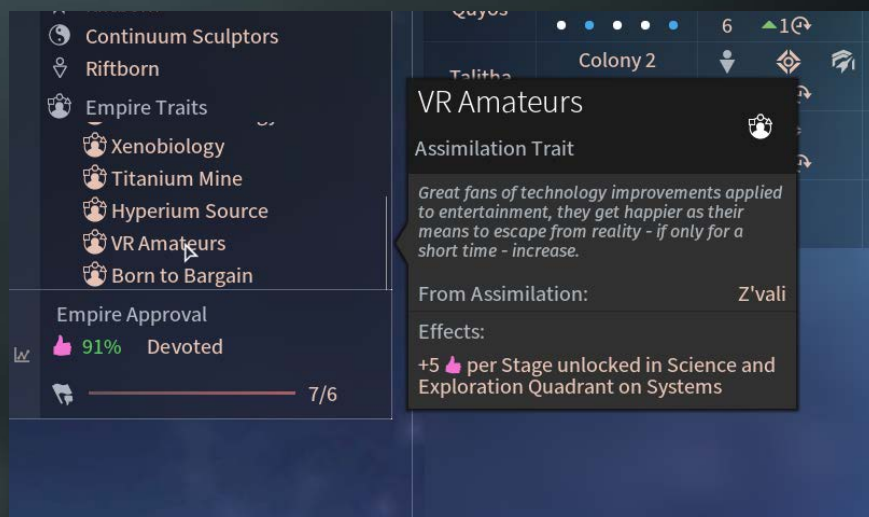 6
1
Continuum Sculptors
Colony 2
Riftborn
Empire Traits
VR Amateurs
Assimilation Trait
Xenobiology
Titanium Mine
Hyperium Source
VR Amateurs
Born to Bargain
Great fans of technology improvements applied
to entertainment, they get happier as their
means to escape from reality - if only for a
short time - increase.
From Assimilation: Z'vali
Effects:
+5 per Stage unlocked in Science and
Exploration Quadrant on Systems
Empire Approval
91% Devoted
7/6